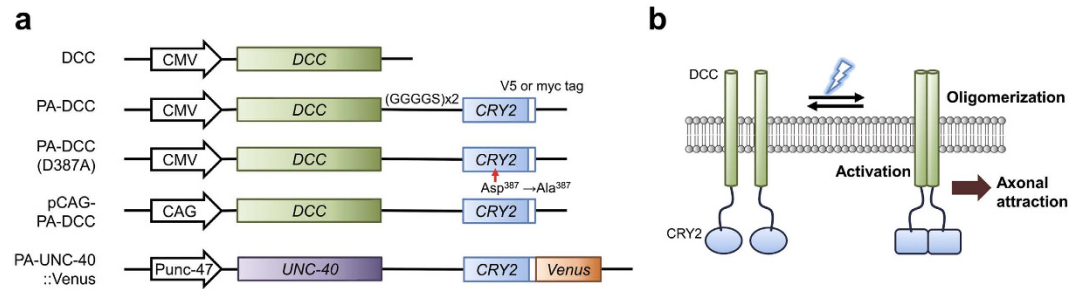 a
DCC
CMV
DCC
V5 or myc tag
PA-DCC
CMV
DCC
(GGGGS)x2
CRY2
PA-DCC
(D387A)
CMV
DCC
CRY2
Asp387 →Ala387
pCAG-
PA-DCC
CAG
DCC
CRY2
PA-UNC-40
::Venus
Punc-47
UNC-40
CRY2
Venus
b
DCC
Oligomerization
Activation
Axonal
attraction
CRY2